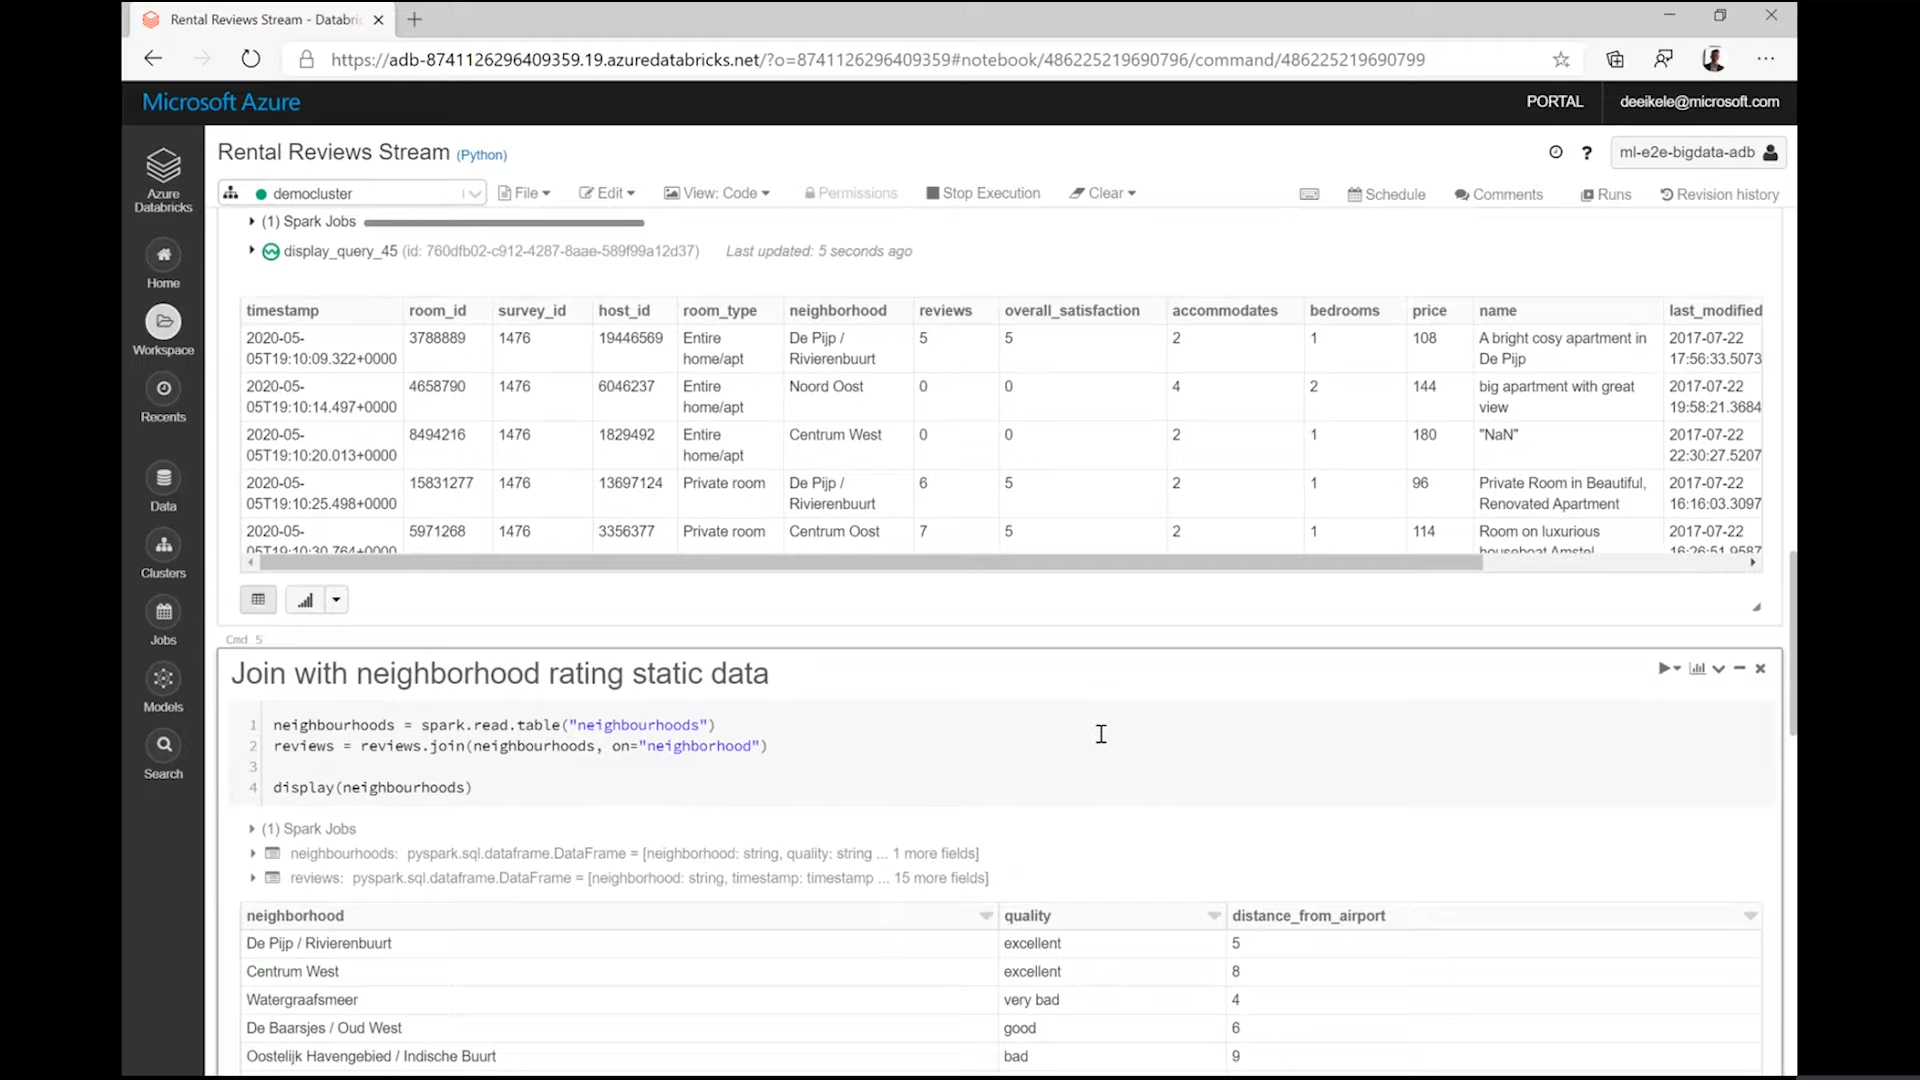 Rental Reviews Stream - Databric
https://adb-8741126296409359.19.azuredatabricks.net/?o=8741126296409359#notebook/486225219690796/command/486225219690799
Microsoft Azure
PORTAL
deeikele@microsoft.com
Azure
Databricks
Home
Workspace
Recents
Data
Clusters
Jobs
Models
Search
Rental Reviews Stream (Python)
? ml-e2e-bigdata-adb
democluster File Edit View: Code Permissions Stop Execution Clear Schedule Comments Runs Revision history
(1) Spark Jobs
display_query_45 (id: 760dfb02-c912-4287-8aae-589f99a12d37) Last updated: 5 seconds ago
timestamp room_id survey_id host_id room_type neighborhood reviews overall_satisfaction accommodates bedrooms price name last_modified
2020-05- 3788889 1476 19446569 Entire De Pijp / 5 5 2 1 108 A bright cosy apartment in 2017-07-22
05T19:10:09.322+0000 home/apt Rivierenbuurt De Pijp 17:56:33.5073
2020-05- 4658790 1476 6046237 Entire Noord Oost 0 0 4 2 144 big apartment with great 2017-07-22
05T19:10:14.497+0000 home/apt view 19:58:21.3684
2020-05- 8494216 1476 1829492 Entire Centrum West 0 0 2 1 180 "NaN" 2017-07-22
05T19:10:20.013+0000 home/apt 22:30:27.5207
2020-05- 15831277 1476 13697124 Private room De Pijp / 6 5 2 1 96 Private Room in Beautiful, 2017-07-22
05T19:10:25.498+0000 Rivierenbuurt Renovated Apartment 16:16:03.3097
2020-05- 5971268 1476 3356377 Private room Centrum Oost 7 5 2 1 114 Room on luxurious 2017-07-22
05T19:10:30.764+0000 houseboat Amstel 16:26:51.9587
Cmd 5
Join with neighborhood rating static data
1 neighbourhoods = spark.read.table("neighbourhoods")
2 reviews = reviews.join(neighbourhoods, on="neighborhood")
3
4 display(neighbourhoods)
(1) Spark Jobs
neighbourhoods: pyspark.sql.dataframe.DataFrame = [neighborhood: string, quality: string ... 1 more fields]
reviews: pyspark.sql.dataframe.DataFrame = [neighborhood: string, timestamp: timestamp ... 15 more fields]
neighborhood quality distance_from_airport
De Pijp / Rivierenbuurt excellent 5
Centrum West excellent 8
Watergraafsmeer very bad 4
De Baarsjes / Oud West good 6
Oostelijk Havengebied / Indische Buurt bad 9